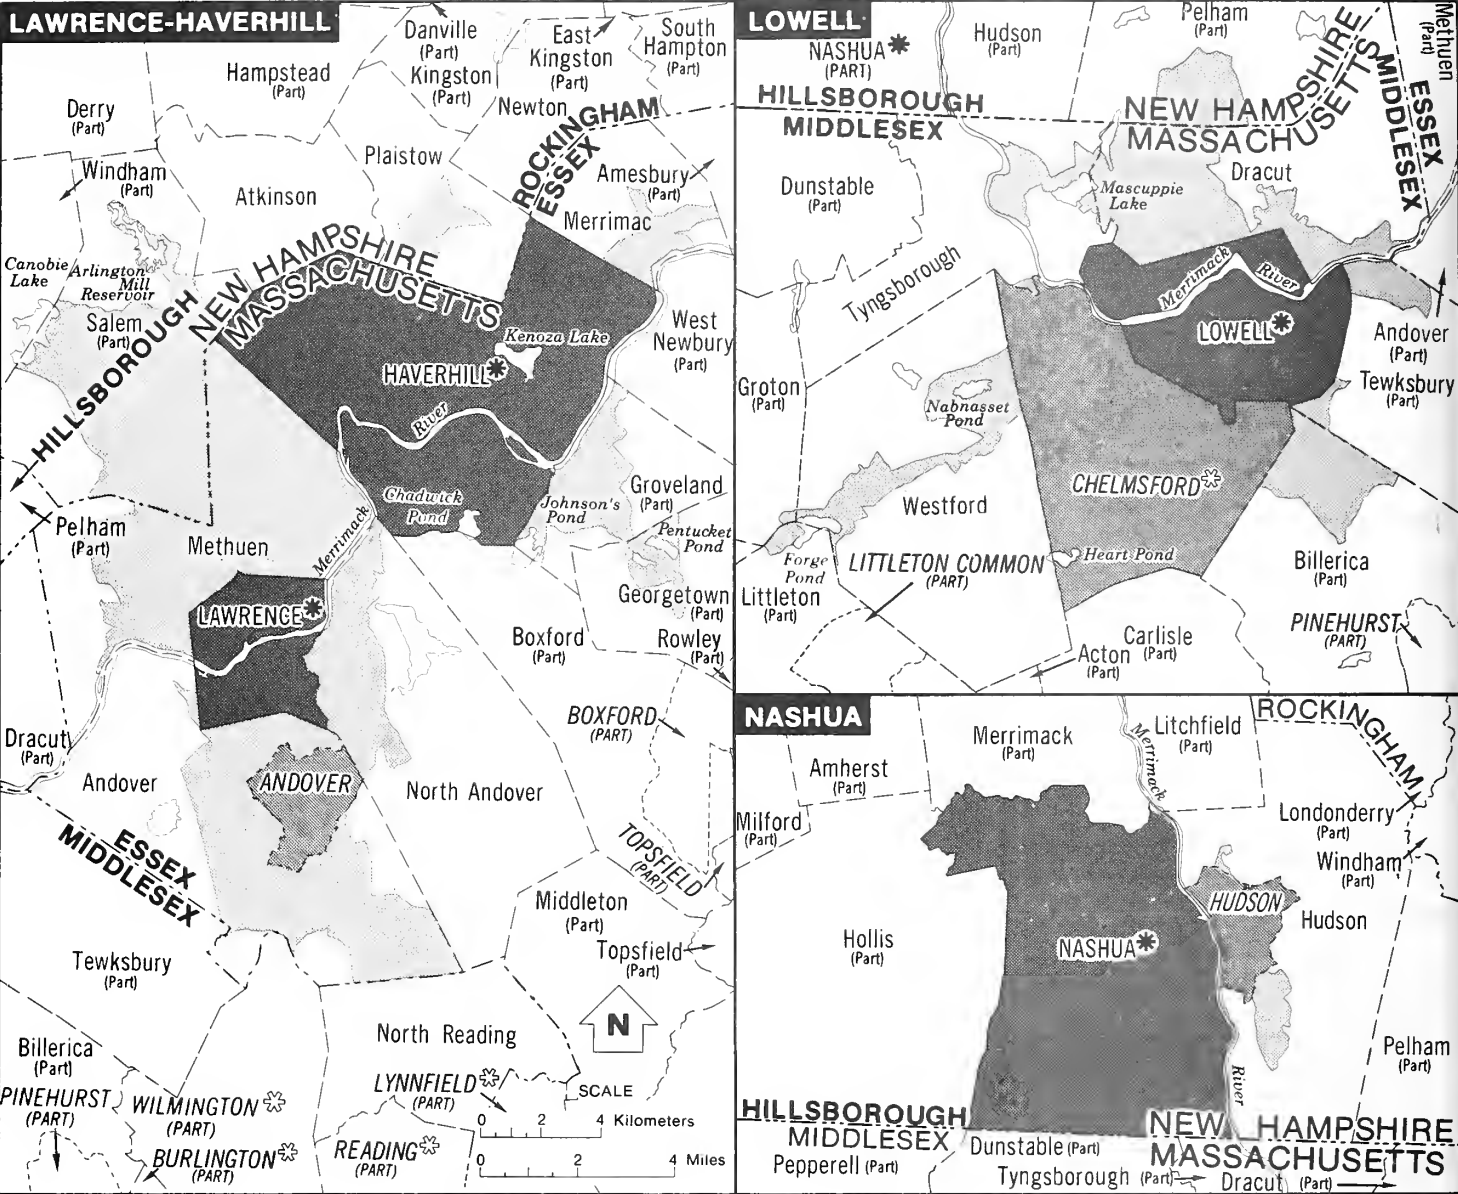 LAWRENCE-HAVERHILL
Danville
(Part)
East
Kingston
(Part)
South
Hampton
(Part)
Hampstead
(Part)
Kingston
(Part)
Newton
Derry
(Part)
ROCKINGHAM
ESSEX
Plaistow
Windham
(Part)
Atkinson
Amesbury
(Part)
Merrimac
NEW HAMPSHIRE
MASSACHUSETTS
Canobie
Lake
Arlington
Mill
Reservoir
Salem
(Part)
HILLSBOROUGH
Kenoza Lake
West
Newbury
(Part)
HAVERHILL
River
Chadwick
Pond
Johnson's
Pond
Groveland
(Part)
Pentucket
Pond
Pelham
(Part)
Methuen
Merrimack
LAWRENCE
Georgetown
(Part)
Boxford
(Part)
Rowley
(Part)
BOXFORD
(PART)
Dracut
(Part)
Andover
ANDOVER
North Andover
ESSEX
MIDDLESEX
TOPSFIELD
(PART)
Middleton
(Part)
Topsfield
(Part)
Tewksbury
(Part)
N
North Reading
Billerica
(Part)
PINEHURST
(PART)
WILMINGTON
(PART)
BURLINGTON
(PART)
LYNNFIELD
(PART)
READING
(PART)
SCALE
0 2 4 Kilometers
0 2 4 Miles
LOWELL
NASHUA
(PART)
Hudson
(Part)
Pelham
(Part)
Methuen
(Part)
HILLSBOROUGH
MIDDLESEX
NEW HAMPSHIRE
MASSACHUSETTS
ESSEX
MIDDLESEX
Dunstable
(Part)
Mascuppie
Lake
Dracut
Tyngsborough
Merrimack
River
LOWELL
Andover
(Part)
Tewksbury
(Part)
Groton
(Part)
Nabnasset
Pond
CHELMSFORD
Westford
Forge
Pond
LITTLETON COMMON
(PART)
Heart Pond
Billerica
(Part)
Littleton
(Part)
PINEHURST
(PART)
Carlisle
(Part)
Acton
(Part)
NASHUA
Merrimack
(Part)
Litchfield
(Part)
ROCKINGHAM
Merrimack
Amherst
(Part)
Milford
(Part)
Londonderry
(Part)
Windham
(Part)
HUDSON
Hudson
Hollis
(Part)
NASHUA
Pelham
(Part)
River
HILLSBOROUGH
MIDDLESEX
NEW HAMPSHIRE
MASSACHUSETTS
Pepperell (Part)
Dunstable (Part)
Tyngsborough (Part)
Dracut (Part)